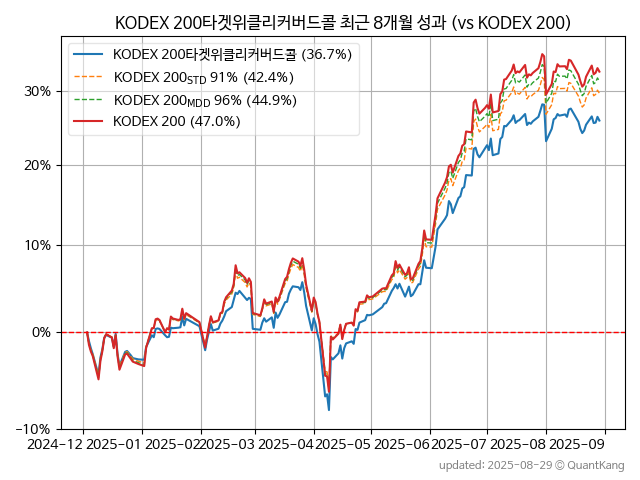 KODEX 200타겟위클리커버드콜 최근 8개월 성과 (vs KODEX 200)
KODEX 200타겟위클리커버드콜 (36.7%)
KODEX 200STD 91% (42.4%)
KODEX 200MDD 96% (44.9%)
KODEX 200 (47.0%)
30%
20%
10%
0%
−10%
2024-12 2025-01 2025-02 2025-03 2025-04 2025-05 2025-06 2025-07 2025-08 2025-09
updated: 2025-08-29 © QuantKang